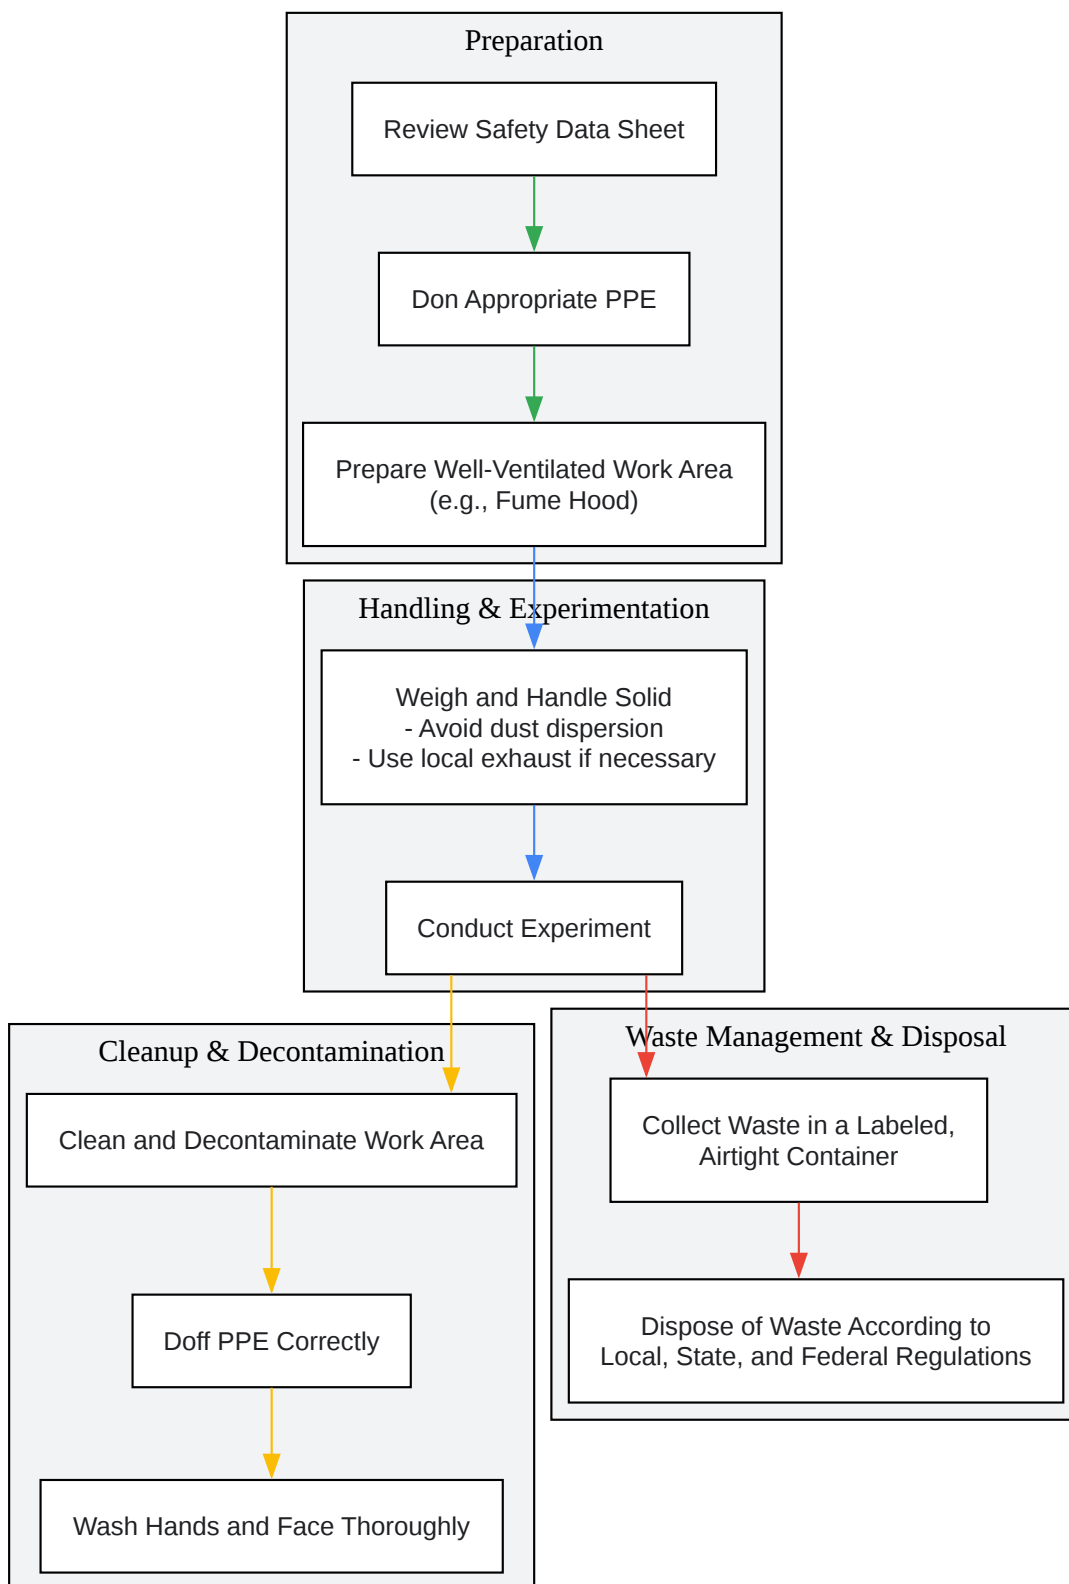 Preparation
Review Safety Data Sheet
Don Appropriate PPE
Prepare Well-Ventilated Work Area
(e.g., Fume Hood)
Handling & Experimentation
Weigh and Handle Solid
- Avoid dust dispersion
- Use local exhaust if necessary
Conduct Experiment
Cleanup & Decontamination
Clean and Decontaminate Work Area
Doff PPE Correctly
Wash Hands and Face Thoroughly
Waste Management & Disposal
Collect Waste in a Labeled,
Airtight Container
Dispose of Waste According to
Local, State, and Federal Regulations